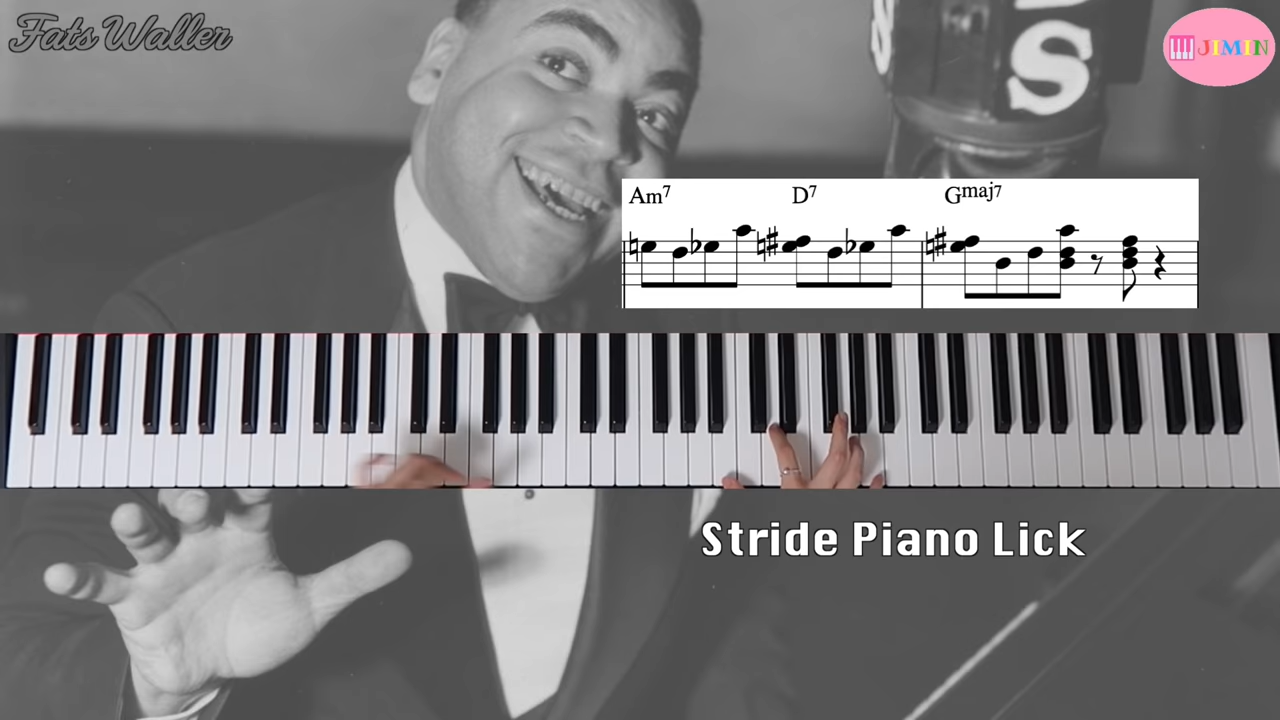 Fats Waller
JIMIN
S
Am7
D7
Gmaj7
Stride Piano Lick